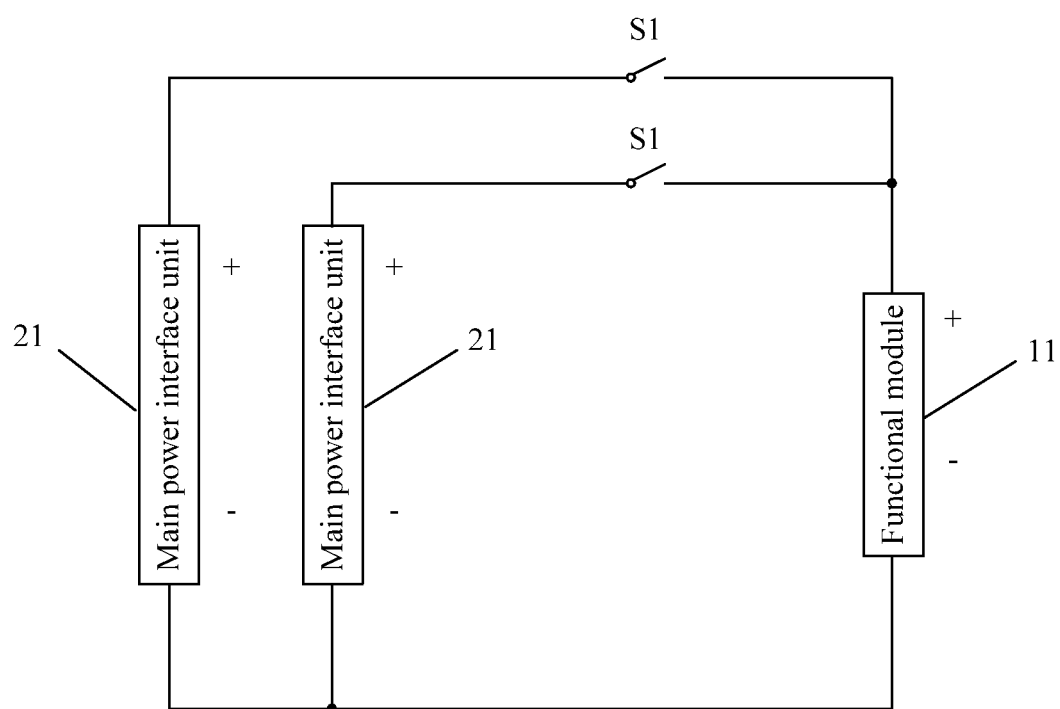 S1
S1
Main power interface unit
+
-
Main power interface unit
+
-
Functional module
+
-
21
21
11